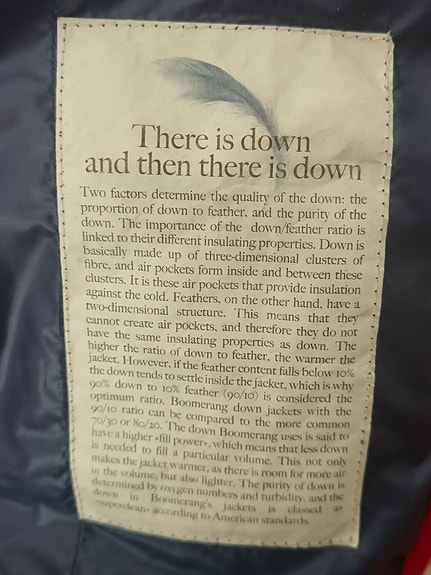 There is down
and then there is down
Two factors determine the quality of the down: the
proportion of down to feather, and the purity of the
down. The importance of the down/feather ratio is
linked to their different insulating properties. Down is
basically made up of three-dimensional clusters of
fibre, and air pockets form inside and between these
clusters. It is these air pockets that provide insulation
against the cold. Feathers, on the other hand, have a
two-dimensional structure. This means that they
cannot create air pockets, and therefore they do not
have the same insulating properties as down. The
higher the ratio of down to feather, the warmer the
jacket. However, if the feather content falls below 10%
the down tends to settle inside the jacket, which is why
90% down to 10% feather (90/10) is considered the
optimum ratio. Boomerang down jackets with the
90/10 ratio can be compared to the more common
70/30 or 80/20. The down Boomerang uses is said to
have a higher «fill power», which means that less down
is needed to fill a particular volume. This not only
makes the jacket warmer, as there is room for more air
in the volume, but also lighter. The purity of down is
determined by oxygen numbers and turbidity, and the
down in Boomerang's jackets is classed as
«superclean» according to American standards.